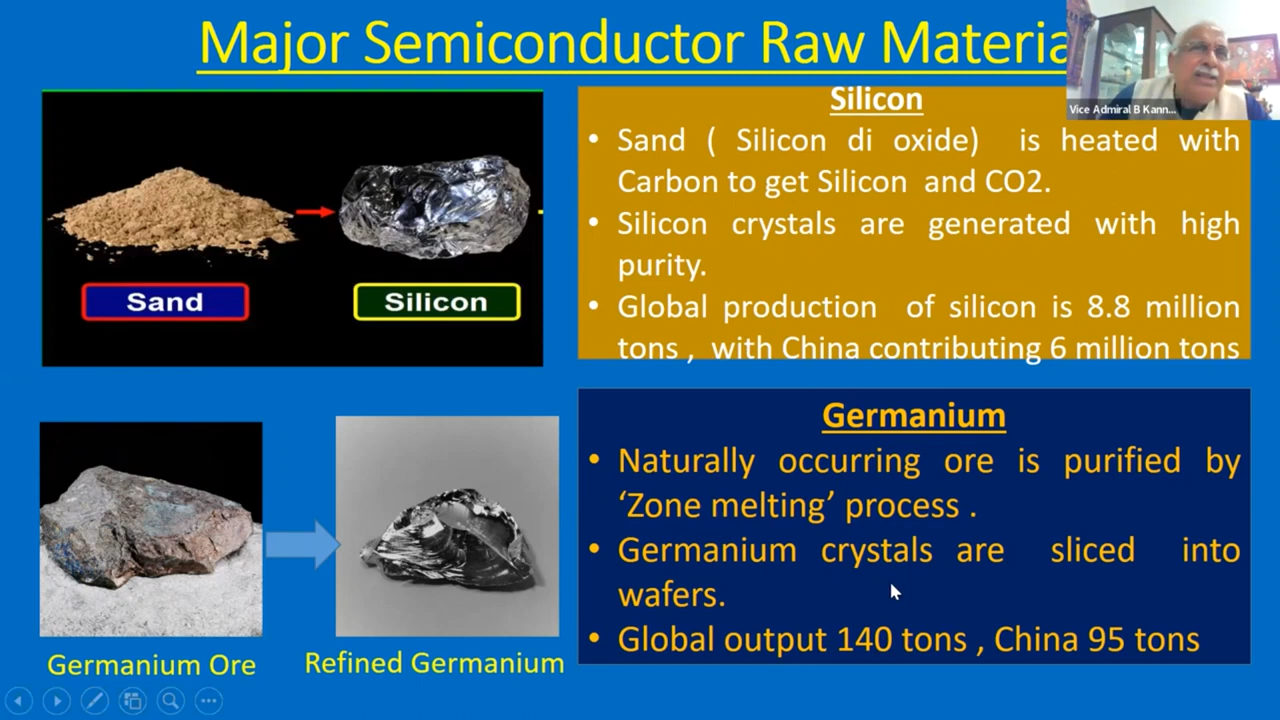 Major Semiconductor Raw Materia
Vice Admiral B Kann...
Silicon
• Sand ( Silicon di oxide) is heated with
Carbon to get Silicon and CO2.
• Silicon crystals are generated with high
purity.
• Global production of silicon is 8.8 million
tons , with China contributing 6 million tons
Sand
Silicon
Germanium
• Naturally occurring ore is purified by
‘Zone melting’ process .
• Germanium crystals are sliced into
wafers.
• Global output 140 tons , China 95 tons
Germanium Ore
Refined Germanium